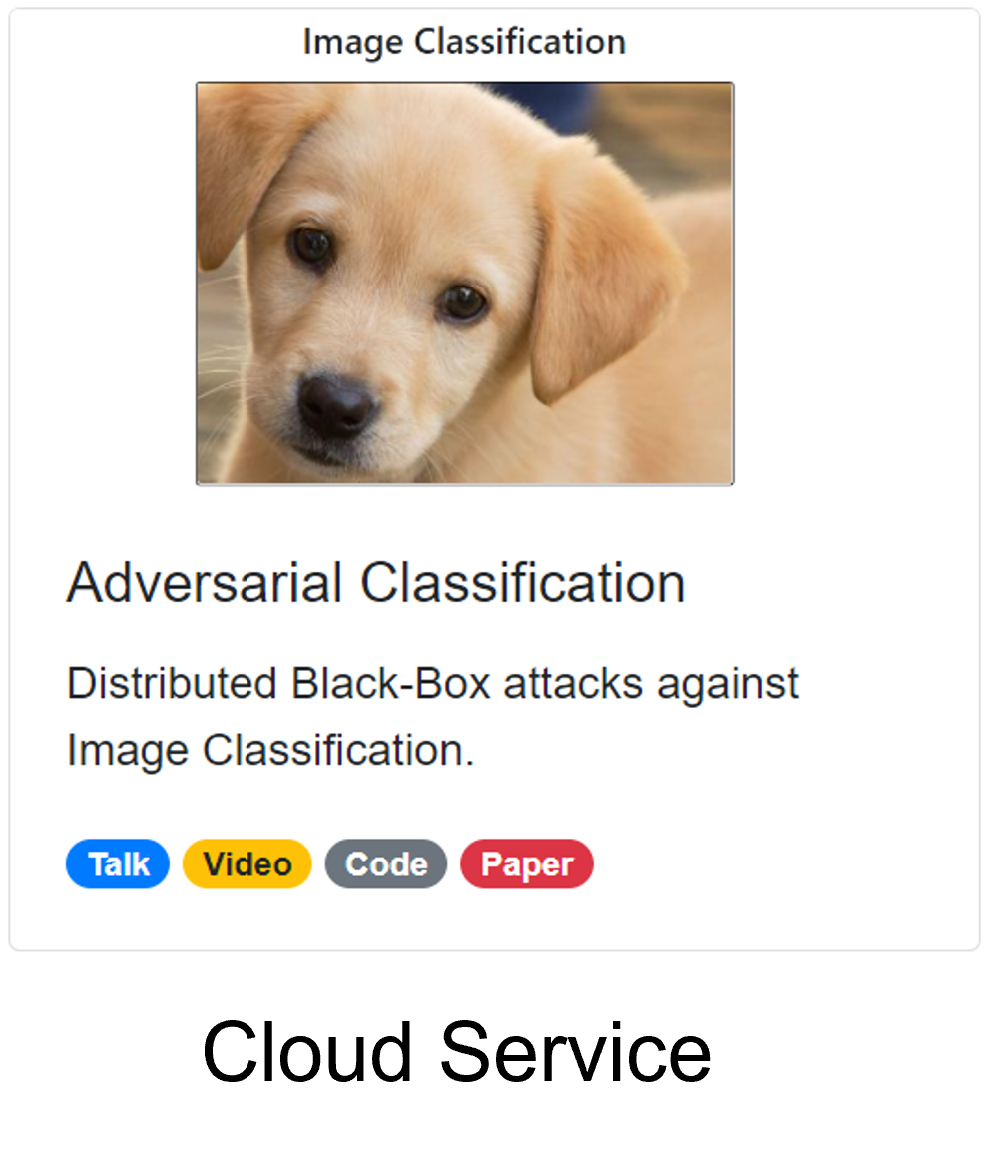 Image Classification
Adversarial Classification
Distributed Black-Box attacks against
Image Classification.
Talk Video Code Paper
Cloud Service